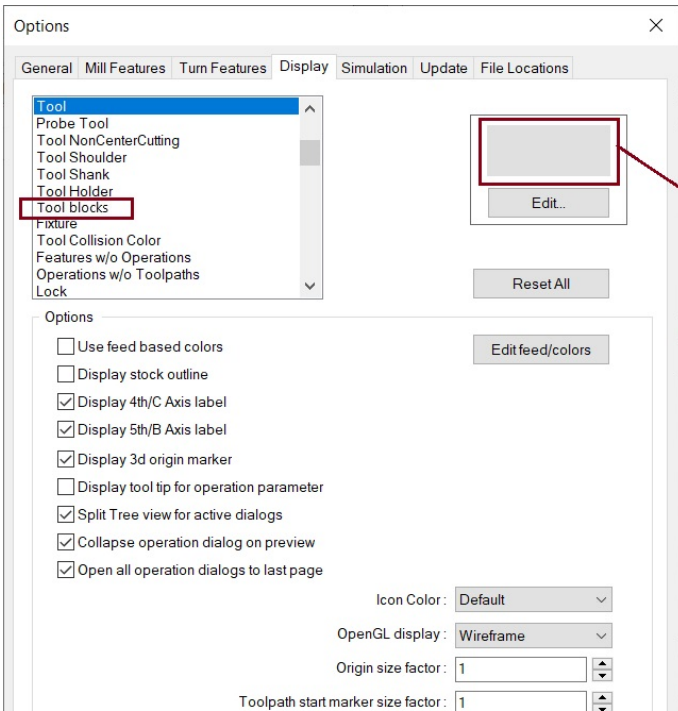 Options
General Mill Features Turn Features Display Simulation Update File Locations
Tool
Probe Tool
Tool NonCenterCutting
Tool Shoulder
Tool Shank
Tool Holder
Tool blocks
Fixture
Tool Collision Color
Features w/o Operations
Operations w/o Toolpaths
Lock
Edit...
Reset All
Options
Use feed based colors
Edit feed/colors
Display stock outline
Display 4th/C Axis label
Display 5th/B Axis label
Display 3d origin marker
Display tool tip for operation parameter
Split Tree view for active dialogs
Collapse operation dialog on preview
Open all operation dialogs to last page
Icon Color : Default
OpenGL display : Wireframe
Origin size factor : 1
Toolpath start marker size factor : 1